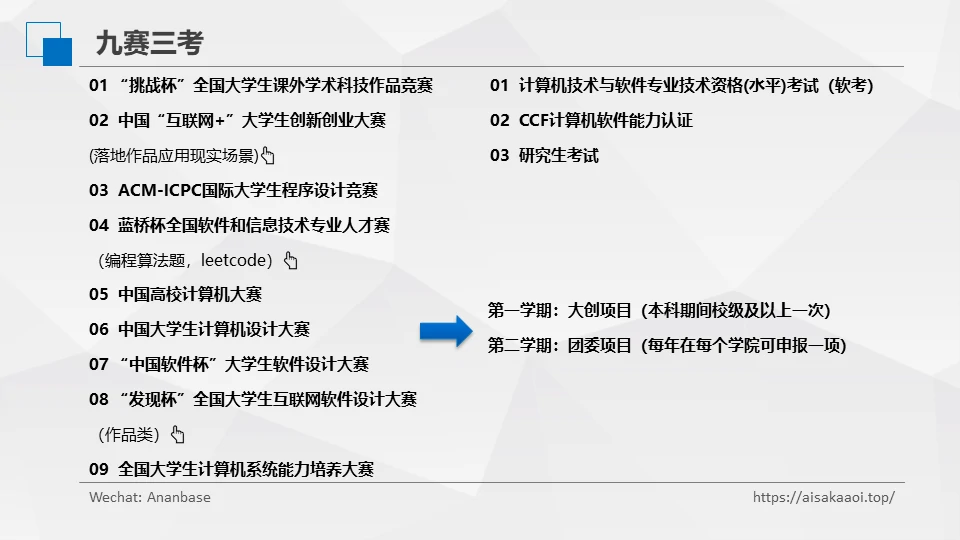 九赛三考
01 “挑战杯”全国大学生课外学术科技作品竞赛
02 中国“互联网+”大学生创新创业大赛
(落地作品应用现实场景)
03 ACM-ICPC国际大学生程序设计竞赛
04 蓝桥杯全国软件和信息技术专业人才赛
（编程算法题，leetcode）
05 中国高校计算机大赛
06 中国大学生计算机设计大赛
07 “中国软件杯”大学生软件设计大赛
08 “发现杯”全国大学生互联网软件设计大赛
（作品类）
09 全国大学生计算机系统能力培养大赛
01 计算机技术与软件专业技术资格(水平)考试（软考）
02 CCF计算机软件能力认证
03 研究生考试
第一学期：大创项目（本科期间校级及以上一次）
第二学期：团委项目（每年在每个学院可申报一项）
Wechat: Ananbase
https://aisakaaoi.top/